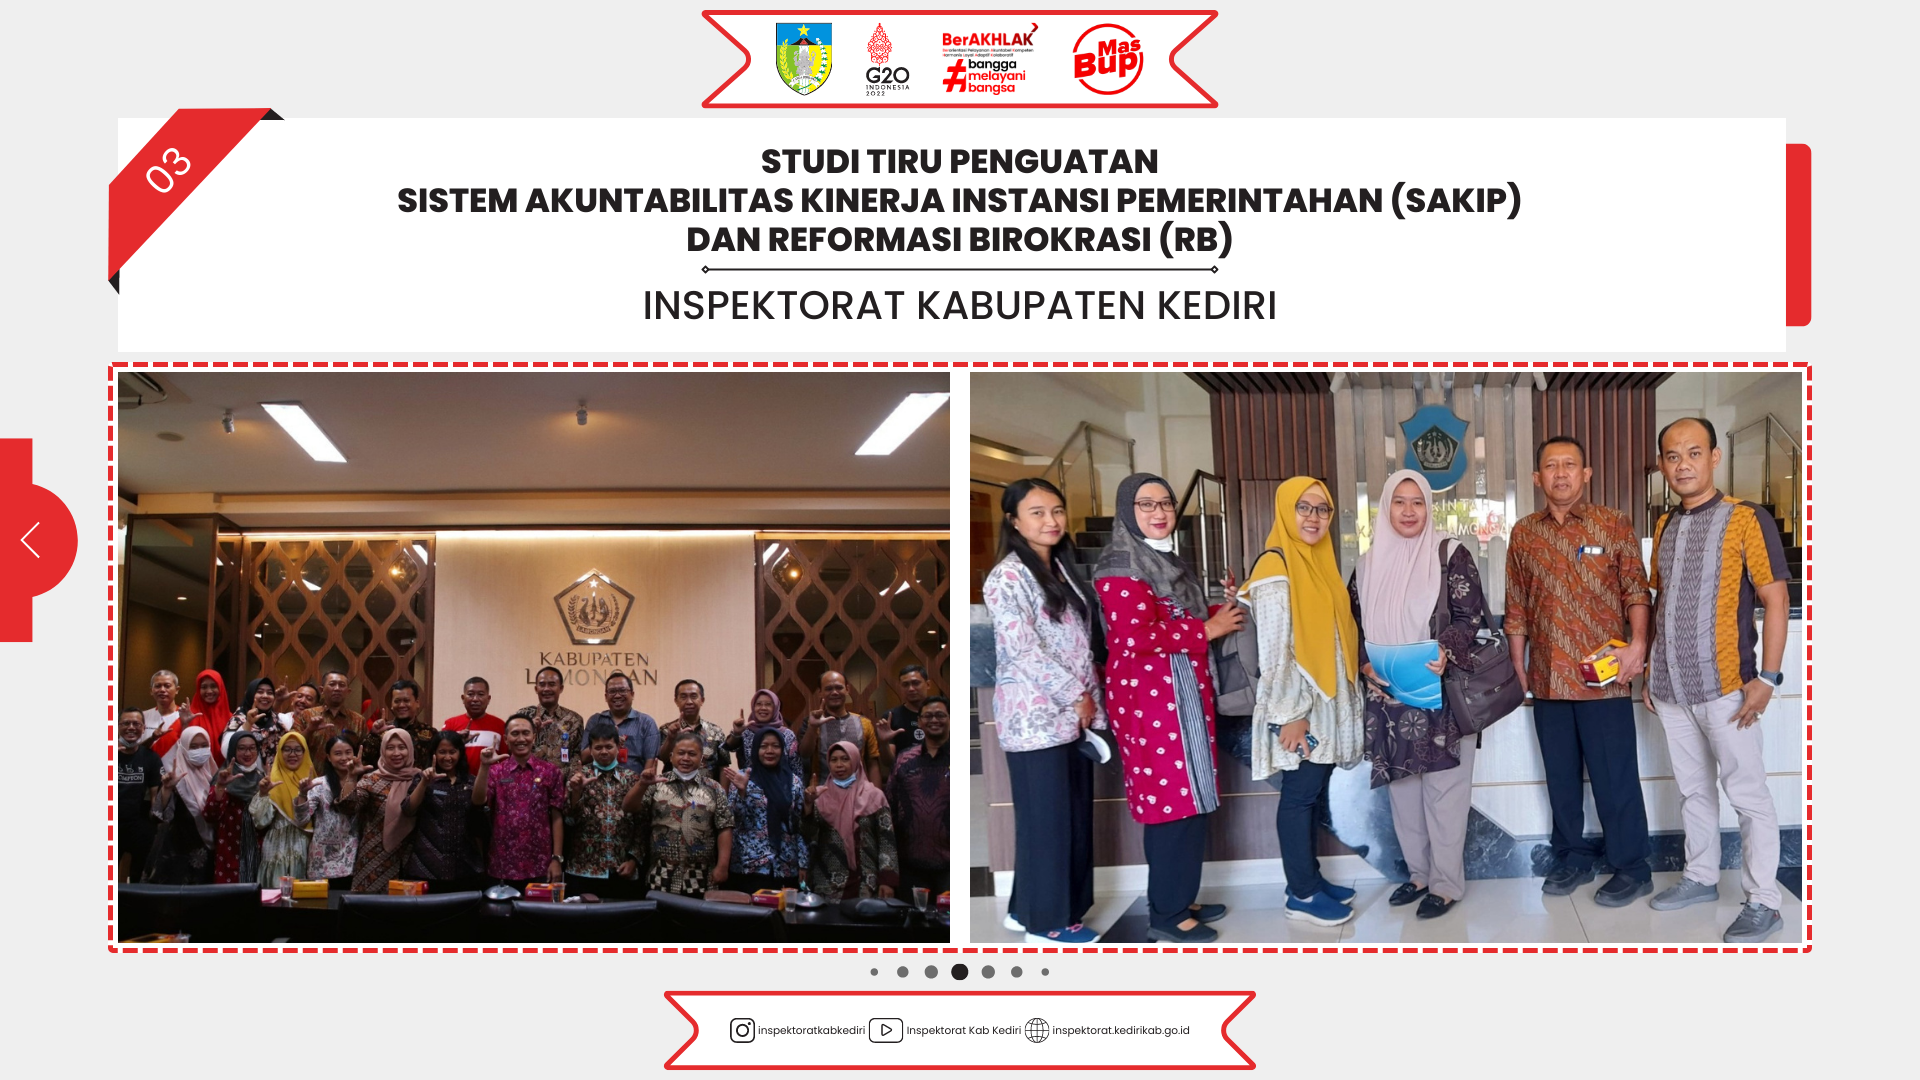 G20
INDONESIA
2022
BerAKHLAK
#bangga
melayani
bangsa
Mas
Bup
03
STUDI TIRU PENGUATAN
SISTEM AKUNTABILITAS KINERJA INSTANSI PEMERINTAHAN (SAKIP)
DAN REFORMASI BIROKRASI (RB)
INSPEKTORAT KABUPATEN KEDIRI
LAMONGAN
KABUPATEN
LAMONGAN
inspektoratkabkediri
Inspektorat Kab Kediri
inspektorat.kedirikab.go.id